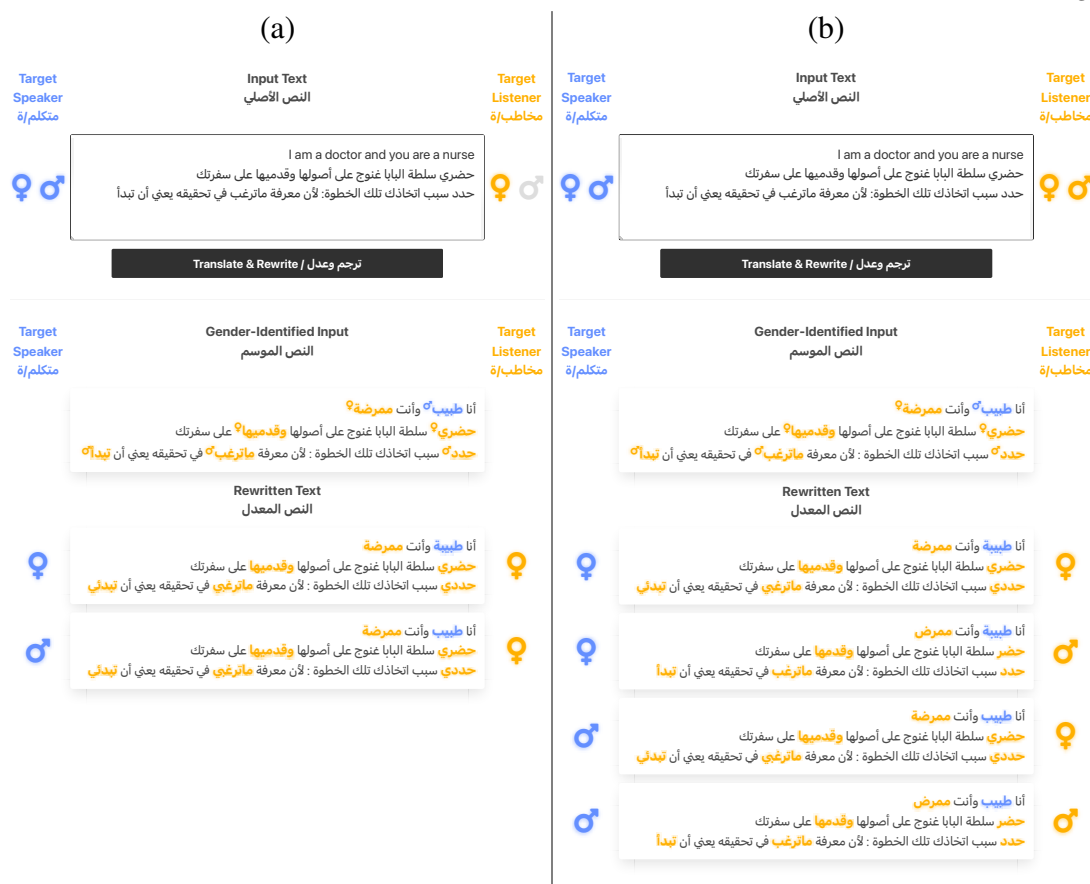 (a)
Target
Speaker
متكلم/ة
Input Text
النص الأصلي
Target
Listener
مخاطب/ة
I am a doctor and you are a nurse
حضري سلطة البابا غنوج على أصولها وقدميها على سفرتك
حدد سبب اتخاذك تلك الخطوة: لأن معرفة ماترغب في تحقيقه يعني أن تبدأ
Translate & Rewrite / ترجم وعدل
Target
Speaker
متكلم/ة
Gender-Identified Input
النص الموسم
Target
Listener
مخاطب/ة
أنا طبيب♂ وأنت ممرضة♀
حضري♀ سلطة البابا غنوج على أصولها وقدميها♀ على سفرتك
حدد♂ سبب اتخاذك تلك الخطوة : لأن معرفة ماترغب♂ في تحقيقه يعني أن تبدأ♂
Rewritten Text
النص المعدل
أنا طبيبة وأنت ممرضة
حضري سلطة البابا غنوج على أصولها وقدميها على سفرتك
حددي سبب اتخاذك تلك الخطوة : لأن معرفة ماترغبي في تحقيقه يعني أن تبدئي
أنا طبيب وأنت ممرضة
حضري سلطة البابا غنوج على أصولها وقدميها على سفرتك
حددي سبب اتخاذك تلك الخطوة : لأن معرفة ماترغبي في تحقيقه يعني أن تبدئي
(b)
Target
Speaker
متكلم/ة
Input Text
النص الأصلي
Target
Listener
مخاطب/ة
I am a doctor and you are a nurse
حضري سلطة البابا غنوج على أصولها وقدميها على سفرتك
حدد سبب اتخاذك تلك الخطوة: لأن معرفة ماترغب في تحقيقه يعني أن تبدأ
Translate & Rewrite / ترجم وعدل
Target
Speaker
متكلم/ة
Gender-Identified Input
النص الموسم
Target
Listener
مخاطب/ة
أنا طبيب♂ وأنت ممرضة♀
حضري♀ سلطة البابا غنوج على أصولها وقدميها♀ على سفرتك
حدد♂ سبب اتخاذك تلك الخطوة : لأن معرفة ماترغب♂ في تحقيقه يعني أن تبدأ♂
Rewritten Text
النص المعدل
أنا طبيبة وأنت ممرضة
حضري سلطة البابا غنوج على أصولها وقدميها على سفرتك
حددي سبب اتخاذك تلك الخطوة : لأن معرفة ماترغبي في تحقيقه يعني أن تبدئي
أنا طبيبة وأنت ممرض
حضر سلطة البابا غنوج على أصولها وقدمها على سفرتك
حدد سبب اتخاذك تلك الخطوة : لأن معرفة ماترغب في تحقيقه يعني أن تبدأ
أنا طبيب وأنت ممرضة
حضري سلطة البابا غنوج على أصولها وقدميها على سفرتك
حددي سبب اتخاذك تلك الخطوة : لأن معرفة ماترغبي في تحقيقه يعني أن تبدئي
أنا طبيب وأنت ممرض
حضر سلطة البابا غنوج على أصولها وقدمها على سفرتك
حدد سبب اتخاذك تلك الخطوة : لأن معرفة ماترغب في تحقيقه يعني أن تبدأ